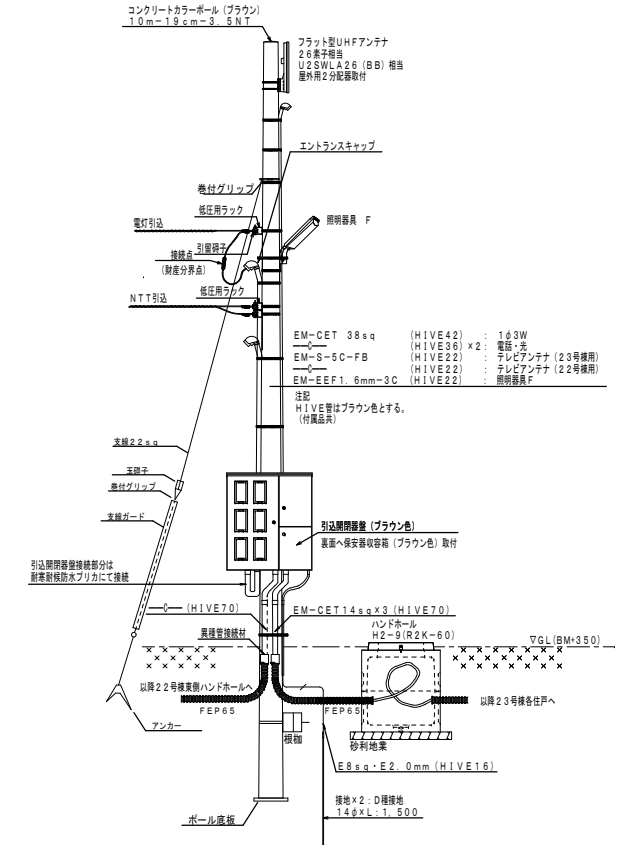 コンクリートカラーポール（ブラウン）
10m-19cm-3.5NT
フラット型UHFアンテナ
26素子相当
U2SWLA26（BB）相当
屋外用2分配器取付
エントランスキャップ
巻付グリップ
低圧用ラック
電灯引込
照明器具 F
引留碍子
接続点
（財産分界点）
低圧用ラック
NTT引込
EM-CET 38sq （HIVE42） ： 1φ3W
—C— （HIVE36）×2： 電話・光
EM-S-5C-FB （HIVE22） ： テレビアンテナ（23号棟用）
—C— （HIVE22） ： テレビアンテナ（22号棟用）
EM-EEF1.6mm-3C （HIVE22） ： 照明器具F
注記
HIVE管はブラウン色とする。
（付属品共）
支線22sq
玉碍子
巻付グリップ
支線ガード
引込開閉器盤（ブラウン色）
裏面へ保安器収容箱（ブラウン色）取付
引込開閉器盤接続部分は
耐寒耐候防水プリカにて接続
—C—（HIVE70）
EM-CET14sq×3（HIVE70）
ハンドホール
H2-9(R2K-60)
▽GL(BM+350)
異種管接続材
以降22号棟東側ハンドホールへ
FEP65
FEP65
以降23号棟各住戸へ
アンカー
根枷
砂利地業
E8sq・E2.0mm（HIVE16）
接地×2：D種接地
14φ×L：1,500
ポール底板